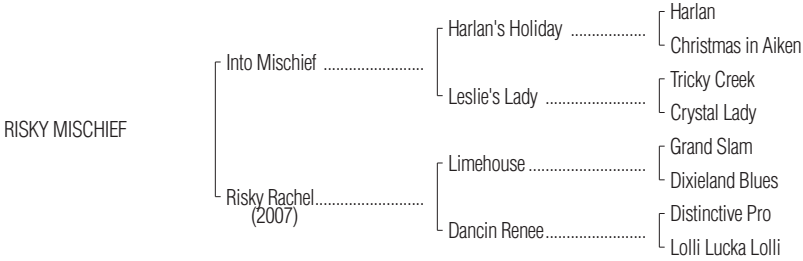 Harlan
Harlan's Holiday ...................
Christmas in Aiken
Into Mischief .........................
Tricky Creek
Leslie's Lady .........................
Crystal Lady
RISKY MISCHIEF
Grand Slam
Limehouse .............................
Dixieland Blues
Risky Rachel...........................
(2007)
Distinctive Pro
Dancin Renee.........................
Lolli Lucka Lolli